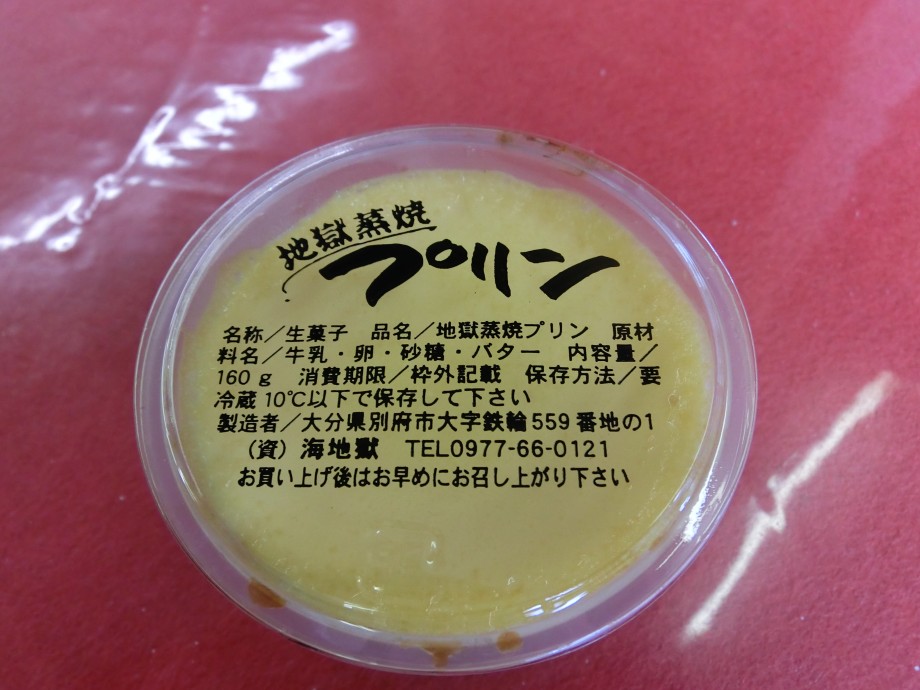 地獄蒸焼
プリン
名称／生菓子　品名／地獄蒸焼プリン　原材
料名／牛乳・卵・砂糖・バター　内容量／
160ｇ　消費期限／枠外記載　保存方法／要
冷蔵 10℃以下で保存して下さい
製造者／大分県別府市大字鉄輪559番地の1
（資）海地獄　TEL0977-66-0121
お買い上げ後はお早めにお召し上がり下さい